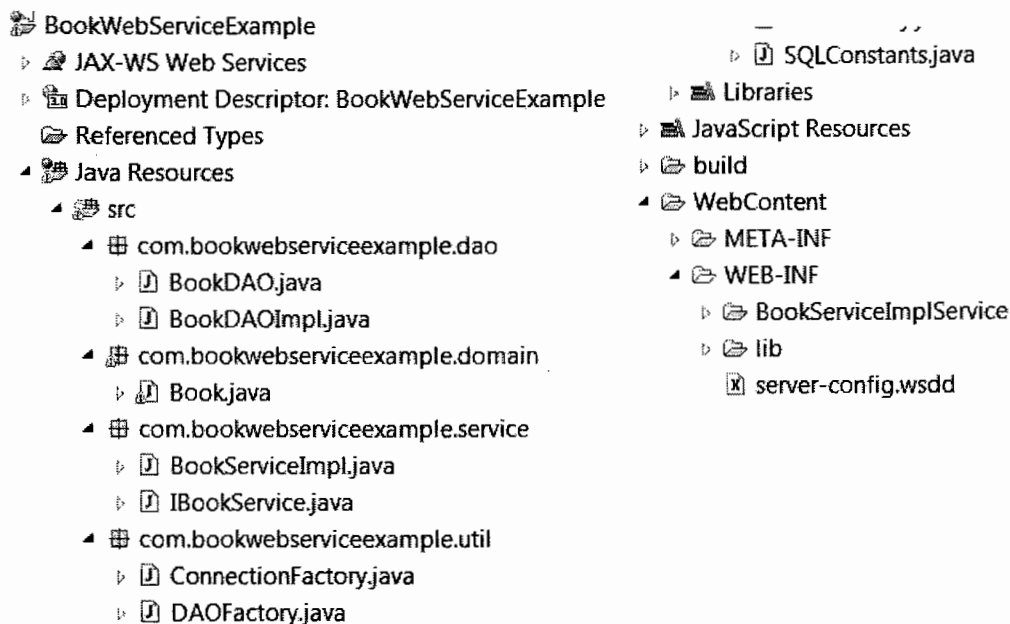 BookWebServiceExample
JAX-WS Web Services
Deployment Descriptor: BookWebServiceExample
Referenced Types
Java Resources
src
com.bookwebserviceexample.dao
BookDAO.java
BookDAOImpl.java
com.bookwebserviceexample.domain
Book.java
com.bookwebserviceexample.service
BookServiceImpl.java
IBookService.java
com.bookwebserviceexample.util
ConnectionFactory.java
DAOFactory.java
SQLConstants.java
Libraries
JavaScript Resources
build
WebContent
META-INF
WEB-INF
BookServiceImplService
lib
server-config.wsdd